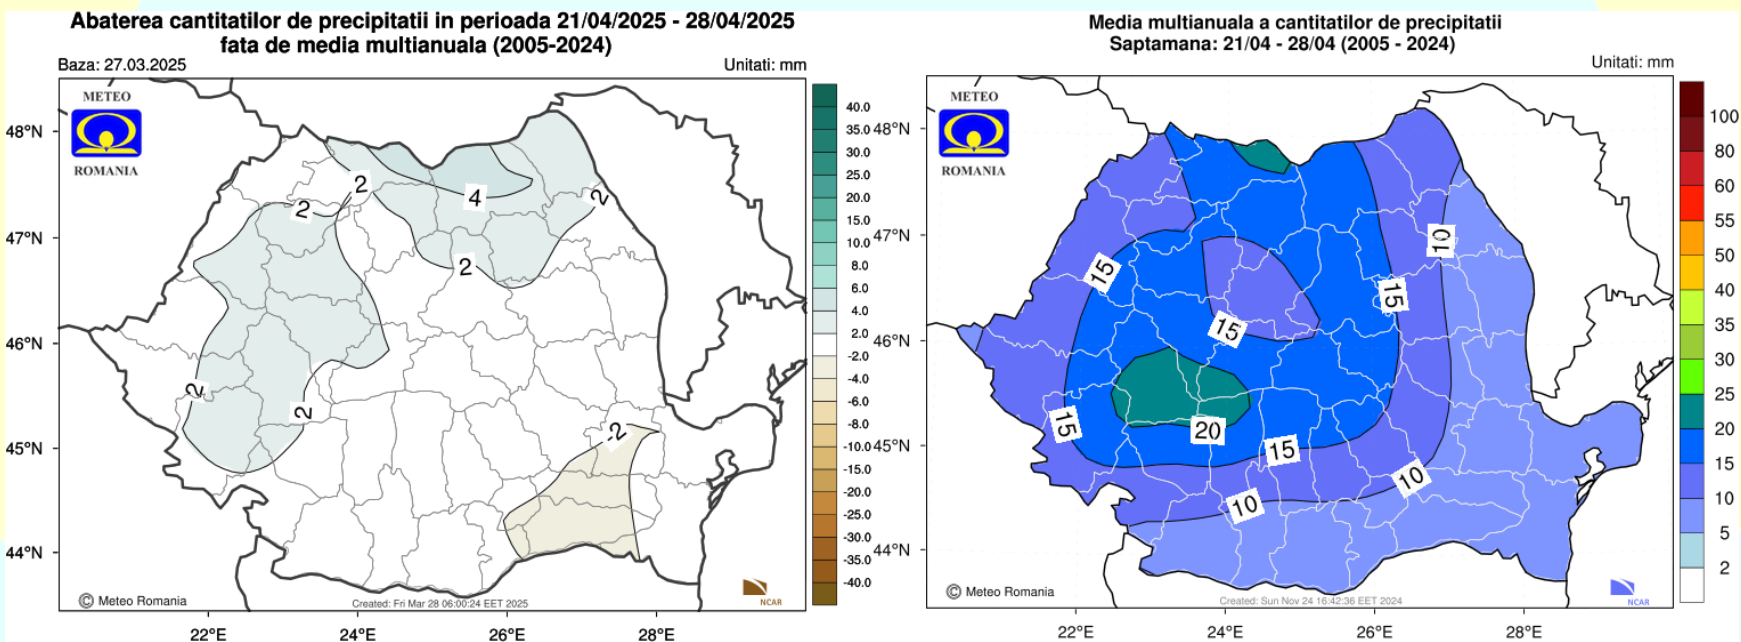 Abaterea cantitatilor de precipitatii in perioada 21/04/2025 - 28/04/2025
fata de media multianuala (2005-2024)
Baza: 27.03.2025
Unitati: mm
METEO
ROMANIA
48°N
47°N
46°N
45°N
44°N
2
2
4
2
2
2
2
-2
40.0
35.0
30.0
25.0
20.0
15.0
10.0
8.0
6.0
4.0
2.0
-2.0
-4.0
-6.0
-8.0
-10.0
-15.0
-20.0
-25.0
-30.0
-35.0
-40.0
© Meteo Romania
Created: Fri Mar 28 06:00:24 EET 2025
NCAR
22°E
24°E
26°E
28°E
Media multianuala a cantitatilor de precipitatii
Saptamana: 21/04 - 28/04 (2005 - 2024)
Unitati: mm
METEO
ROMANIA
48°N
47°N
46°N
45°N
44°N
10
15
15
15
15
20
15
10
10
100
80
60
55
50
40
35
30
25
20
15
10
5
2
© Meteo Romania
Created: Sun Nov 24 16:42:36 EET 2024
NCAR
22°E
24°E
26°E
28°E